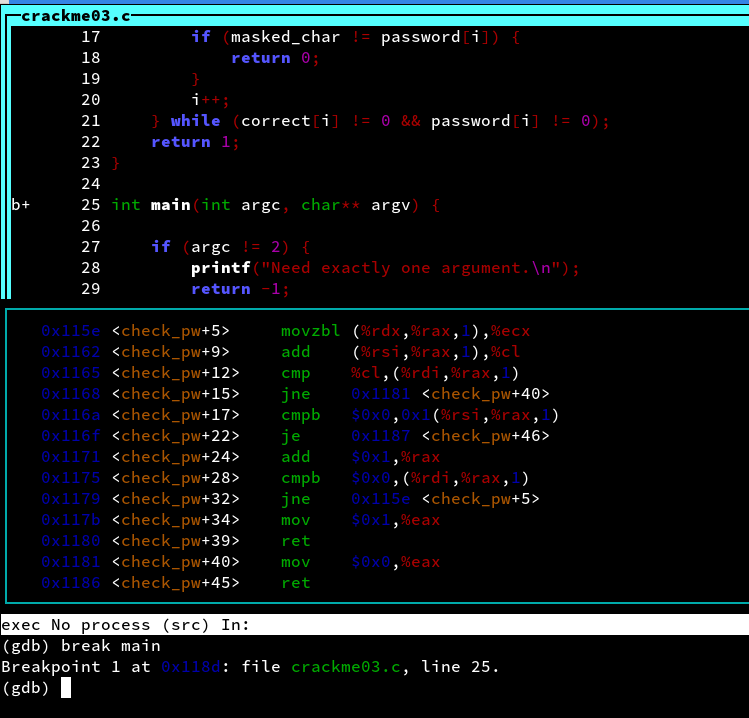 crackme03.c
17 if (masked_char != password[i]) {
18 return 0;
19 }
20 i++;
21 } while (correct[i] != 0 && password[i] != 0);
22 return 1;
23 }
24
b+ 25 int main(int argc, char** argv) {
26
27 if (argc != 2) {
28 printf("Need exactly one argument.\n");
29 return -1;
0x115e <check_pw+5> movzbl (%rdx,%rax,1),%ecx
0x1162 <check_pw+9> add (%rsi,%rax,1),%cl
0x1165 <check_pw+12> cmp %cl,(%rdi,%rax,1)
0x1168 <check_pw+15> jne 0x1181 <check_pw+40>
0x116a <check_pw+17> cmpb $0x0,0x1(%rsi,%rax,1)
0x116f <check_pw+22> je 0x1187 <check_pw+46>
0x1171 <check_pw+24> add $0x1,%rax
0x1175 <check_pw+28> cmpb $0x0,(%rdi,%rax,1)
0x1179 <check_pw+32> jne 0x115e <check_pw+5>
0x117b <check_pw+34> mov $0x1,%eax
0x1180 <check_pw+39> ret
0x1181 <check_pw+40> mov $0x0,%eax
0x1186 <check_pw+45> ret
exec No process (src) In:
(gdb) break main
Breakpoint 1 at 0x118d: file crackme03.c, line 25.
(gdb)